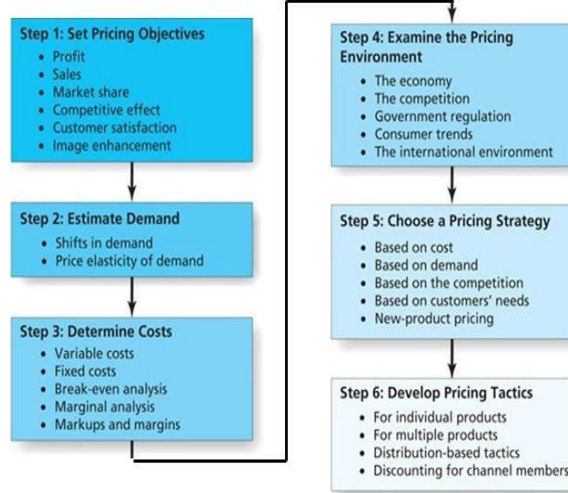 Step 1: Set Pricing Objectives
• Profit
• Sales
• Market share
• Competitive effect
• Customer satisfaction
• Image enhancement
Step 2: Estimate Demand
• Shifts in demand
• Price elasticity of demand
Step 3: Determine Costs
• Variable costs
• Fixed costs
• Break-even analysis
• Marginal analysis
• Markups and margins
Step 4: Examine the Pricing
Environment
• The economy
• The competition
• Government regulation
• Consumer trends
• The international environment
Step 5: Choose a Pricing Strategy
• Based on cost
• Based on demand
• Based on the competition
• Based on customers' needs
• New-product pricing
Step 6: Develop Pricing Tactics
• For individual products
• For multiple products
• Distribution-based tactics
• Discounting for channel members